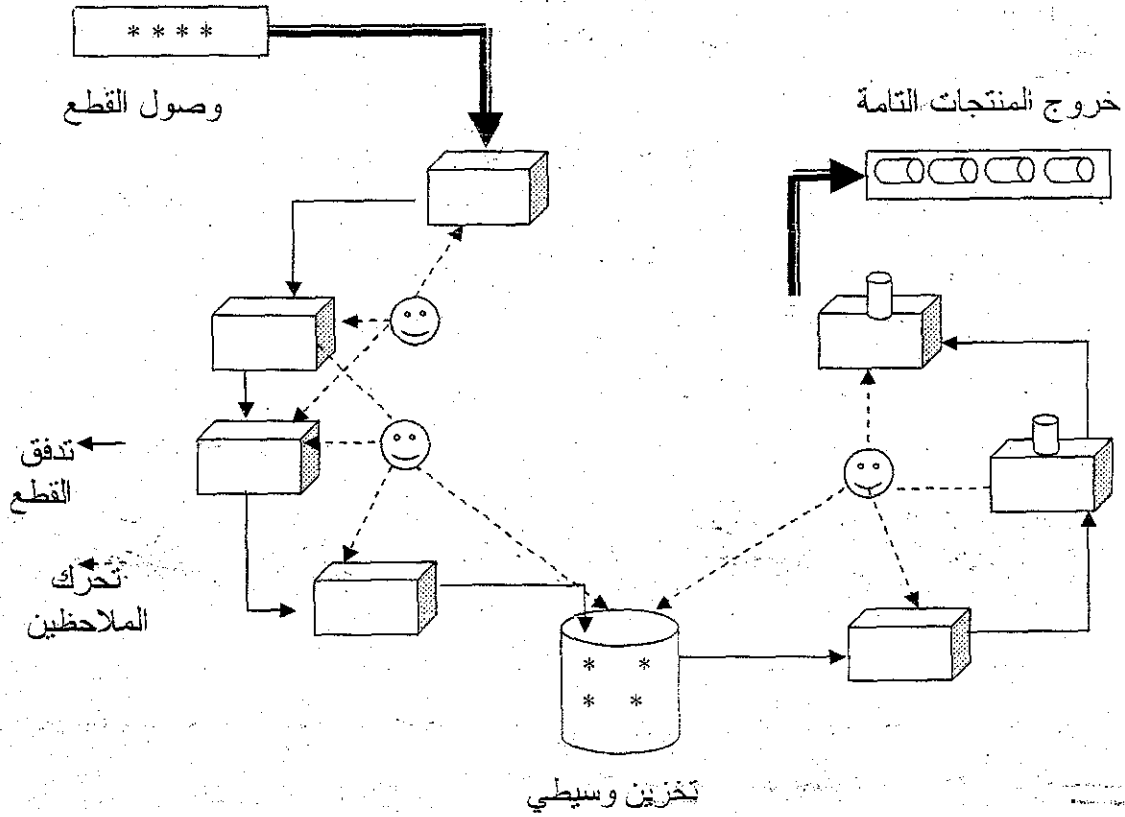 * * * *
وصول القطع
خروج المنتجات التامة
تدفق
القطع
تحرك
الملاحظين
* *
* *
تخزين وسيطي